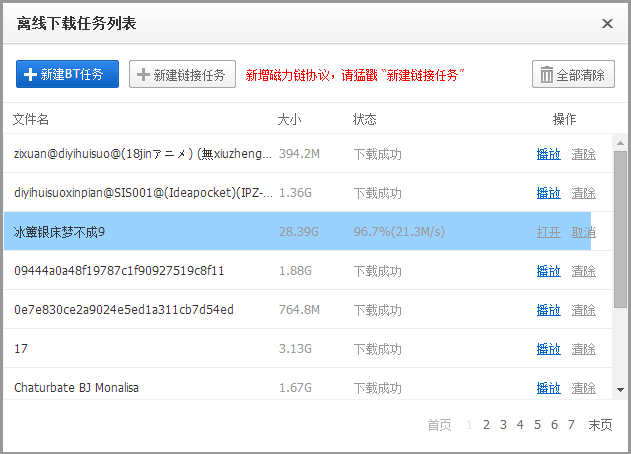 离线下载任务列表
新建BT任务 新建链接任务 新增磁力链协议，请猛戳 "新建链接任务" 全部清除
文件名 大小 状态 操作
zixuan@diyihuisuo@(18jinアニメ) (無xiuzheng... 394.2M 下载成功 播放 清除
diyihuisuoxinpian@SIS001@(Ideapocket)(IPZ-... 1.36G 下载成功 播放 清除
冰簟银床梦不成9 28.39G 96.7%(21.3M/s) 打开 取消
09444a0a48f19787c1f90927519c8f11 1.88G 下载成功 播放 清除
0e7e830ce2a9024e5ed1a311cb7d54ed 764.8M 下载成功 播放 清除
17 3.13G 下载成功 播放 清除
Chaturbate BJ Monalisa 1.67G 下载成功 播放 清除
首页 1 2 3 4 5 6 7 末页